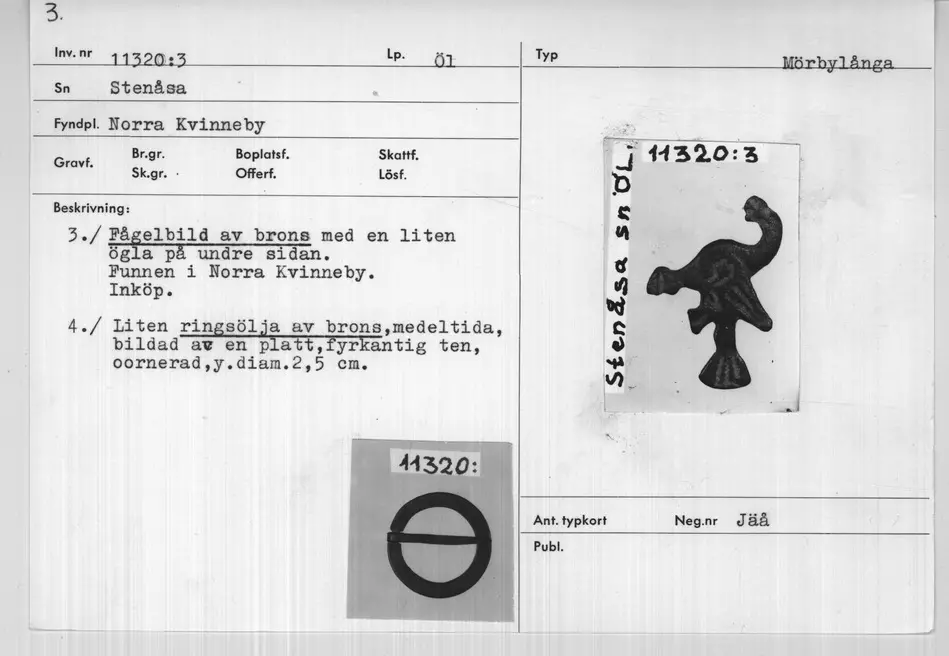 3.
Inv. nr 11320:3 Lp. Öl
Sn Stenåsa
Fyndpl. Norra Kvinneby
Gravf. Br.gr. Boplatsf. Skattf.
Sk.gr. Offerf. Lösf.
Beskrivning:
3./ Fågelbild av brons med en liten
ögla på undre sidan.
Funnen i Norra Kvinneby.
Inköp.
4./ Liten ringsölja av brons,medeltida,
bildad av en platt,fyrkantig ten,
oornerad,y.diam.2,5 cm.
11320:
Typ Mörbylånga
11320:3
Stenåsa sn ÖL.
Ant. typkort Neg.nr Jäå
Publ.